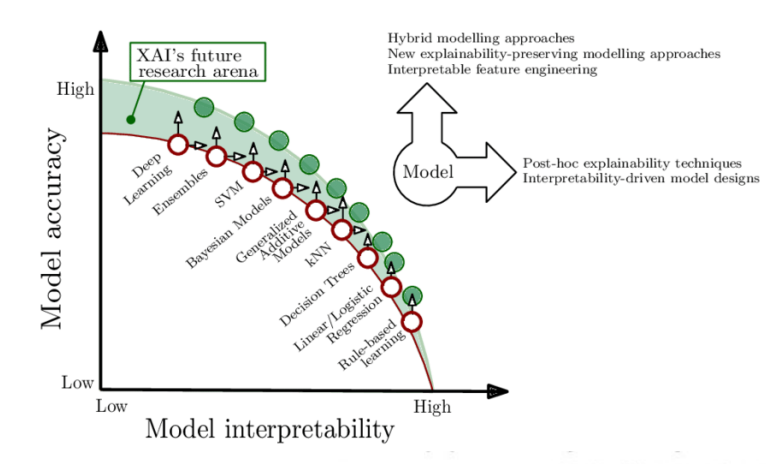 XAI's future
research arena
Hybrid modelling approaches
New explainability-preserving modelling approaches
Interpretable feature engineering
Model
Post-hoc explainability techniques
Interpretability-driven model designs
Model accuracy
High
Low
Deep
Learning
Ensembles
SVM
Bayesian Models
Generalized
Additive
Models
kNN
Decision Trees
Linear/Logistic
Regression
Rule-based
learning
Low
High
Model interpretability